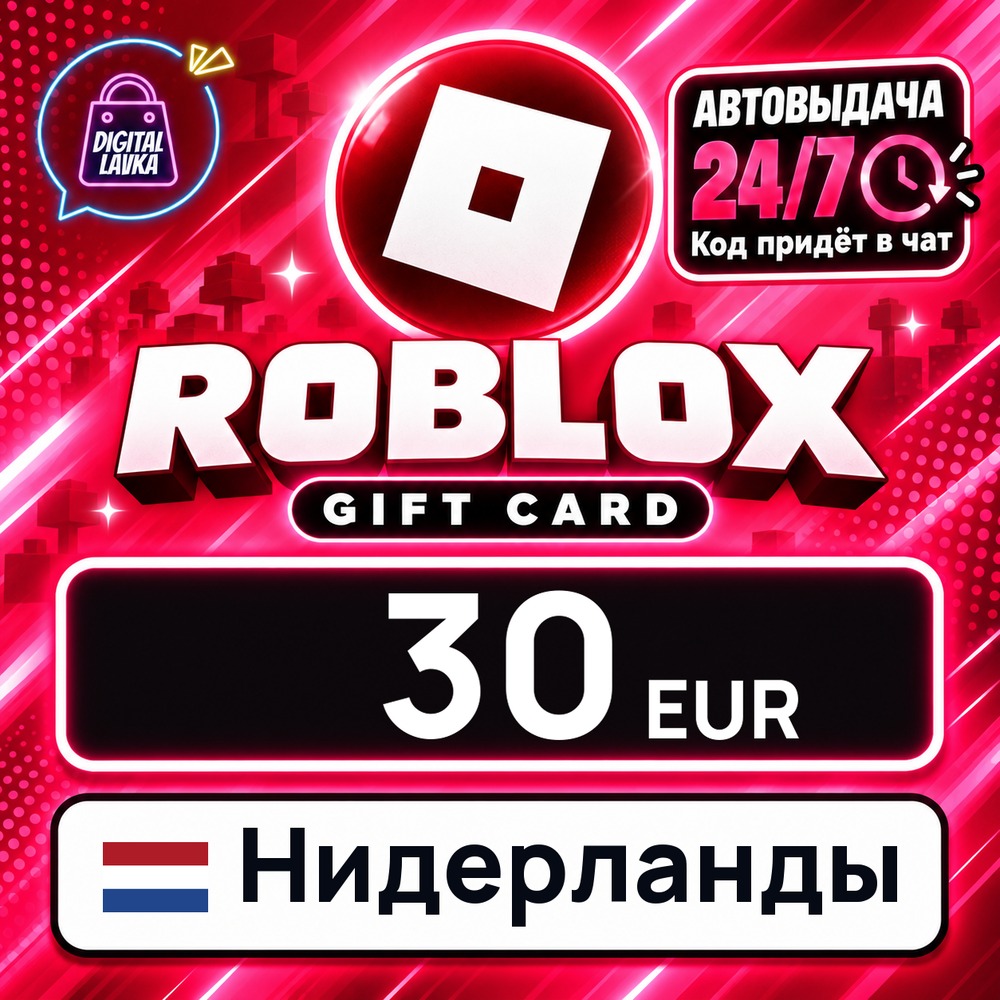 DIGITAL
LAVKA
АВТОВЫДАЧА
24/7
Код придёт в чат
ROBLOX
GIFT CARD
30 EUR
Нидерланды